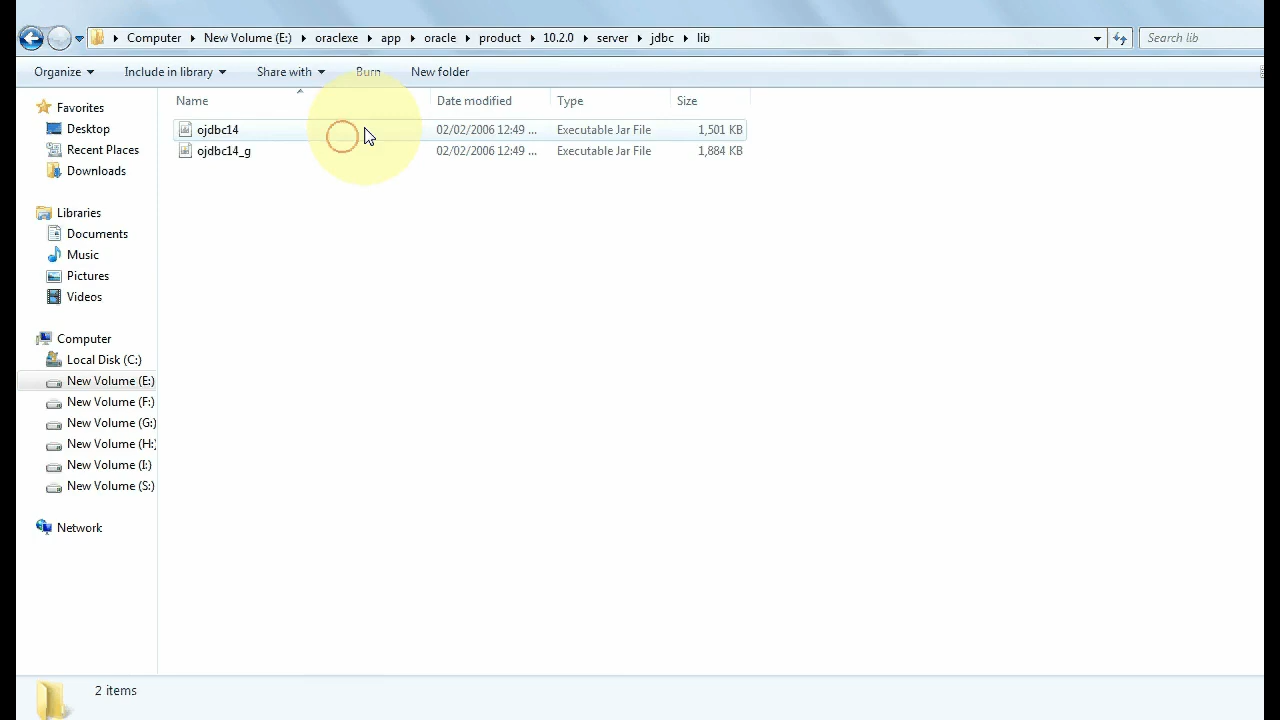 Computer New Volume (E:) oraclexe app oracle product 10.2.0 server jdbc lib Search lib
Organize Include in library Share with Burn New folder
Name Date modified Type Size
ojdbc14 02/02/2006 12:49 ... Executable Jar File 1,501 KB
ojdbc14_g 02/02/2006 12:49 ... Executable Jar File 1,884 KB
Favorites
Desktop
Recent Places
Downloads
Libraries
Documents
Music
Pictures
Videos
Computer
Local Disk (C:)
New Volume (E:)
New Volume (F:)
New Volume (G:)
New Volume (H:)
New Volume (I:)
New Volume (S:)
Network
2 items